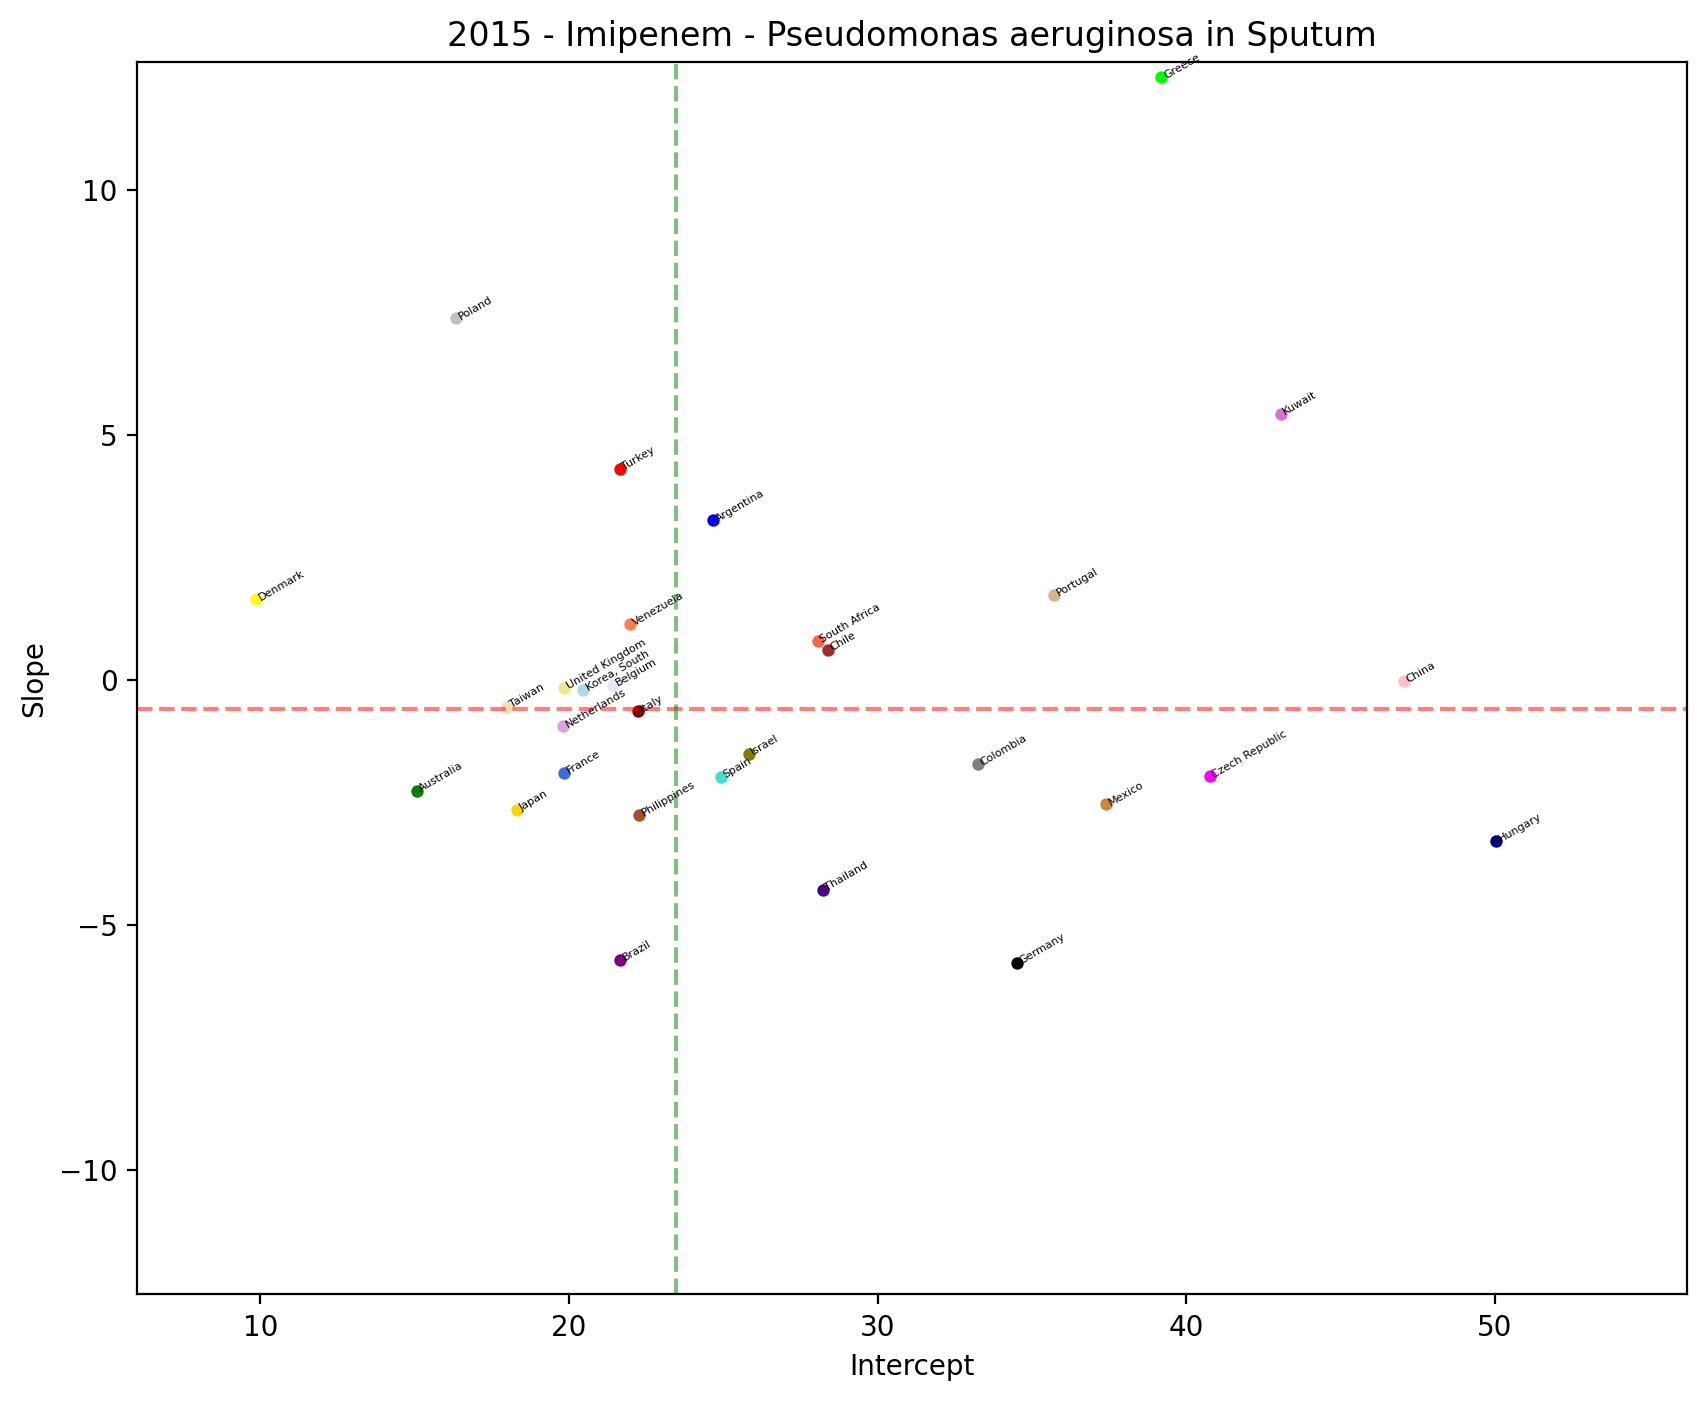 2015 - Imipenem - Pseudomonas aeruginosa in Sputum
Greece
10
Poland
Kuwait
5
Turkey
Argentina
Denmark
Portugal
Venezuela
South Africa
Chile
United Kingdom
Korea, South
Belgium
China
0
Taiwan
Netherlands
Italy
Slope
Israel
Colombia
Czech Republic
Spain
France
Australia
Japan
Philippines
Mexico
Hungary
Thailand
−5
Brazil
Germany
−10
10
20
30
40
50
Intercept